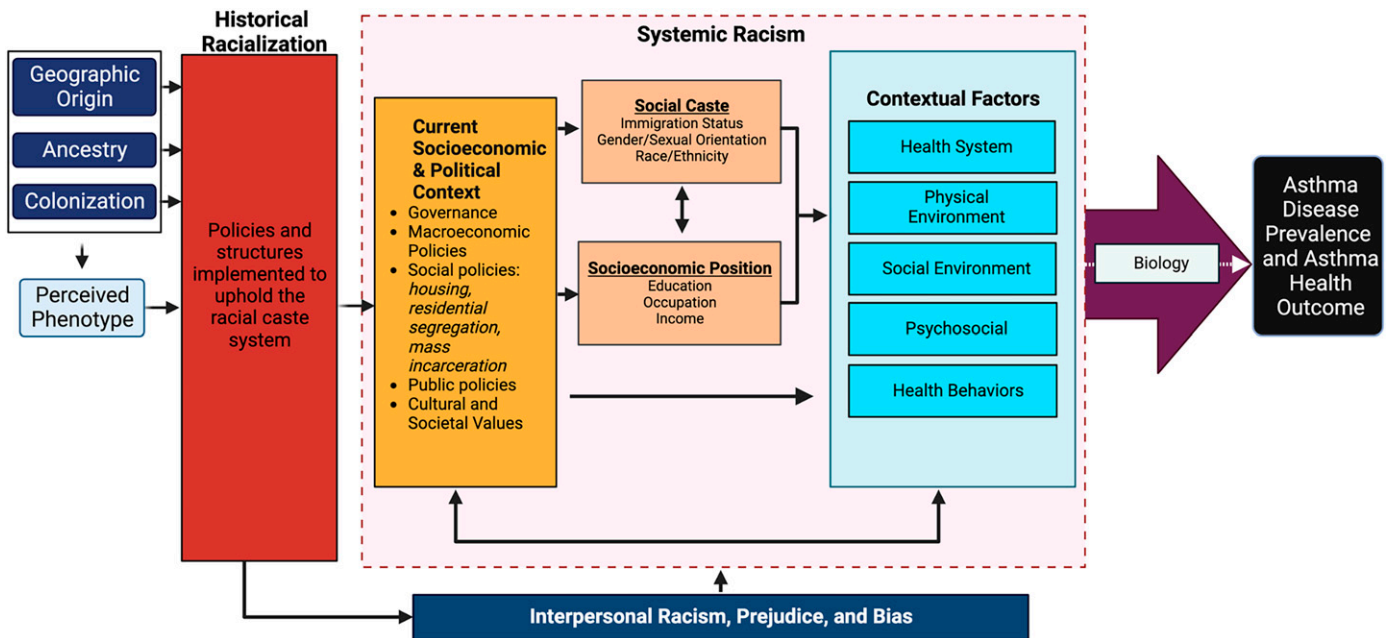 Historical
Racialization
Geographic
Origin
Ancestry
Colonization
Perceived
Phenotype
Policies and
structures
implemented to
uphold the
racial caste
system
Systemic Racism
Current
Socioeconomic
& Political
Context
• Governance
• Macroeconomic
Policies
• Social policies:
housing,
residential
segregation,
mass
incarceration
• Public policies
• Cultural and
Societal Values
Social Caste
Immigration Status
Gender/Sexual Orientation
Race/Ethnicity
Socioeconomic Position
Education
Occupation
Income
Contextual Factors
Health System
Physical
Environment
Social Environment
Psychosocial
Health Behaviors
Biology
Asthma
Disease
Prevalence
and Asthma
Health
Outcome
Interpersonal Racism, Prejudice, and Bias